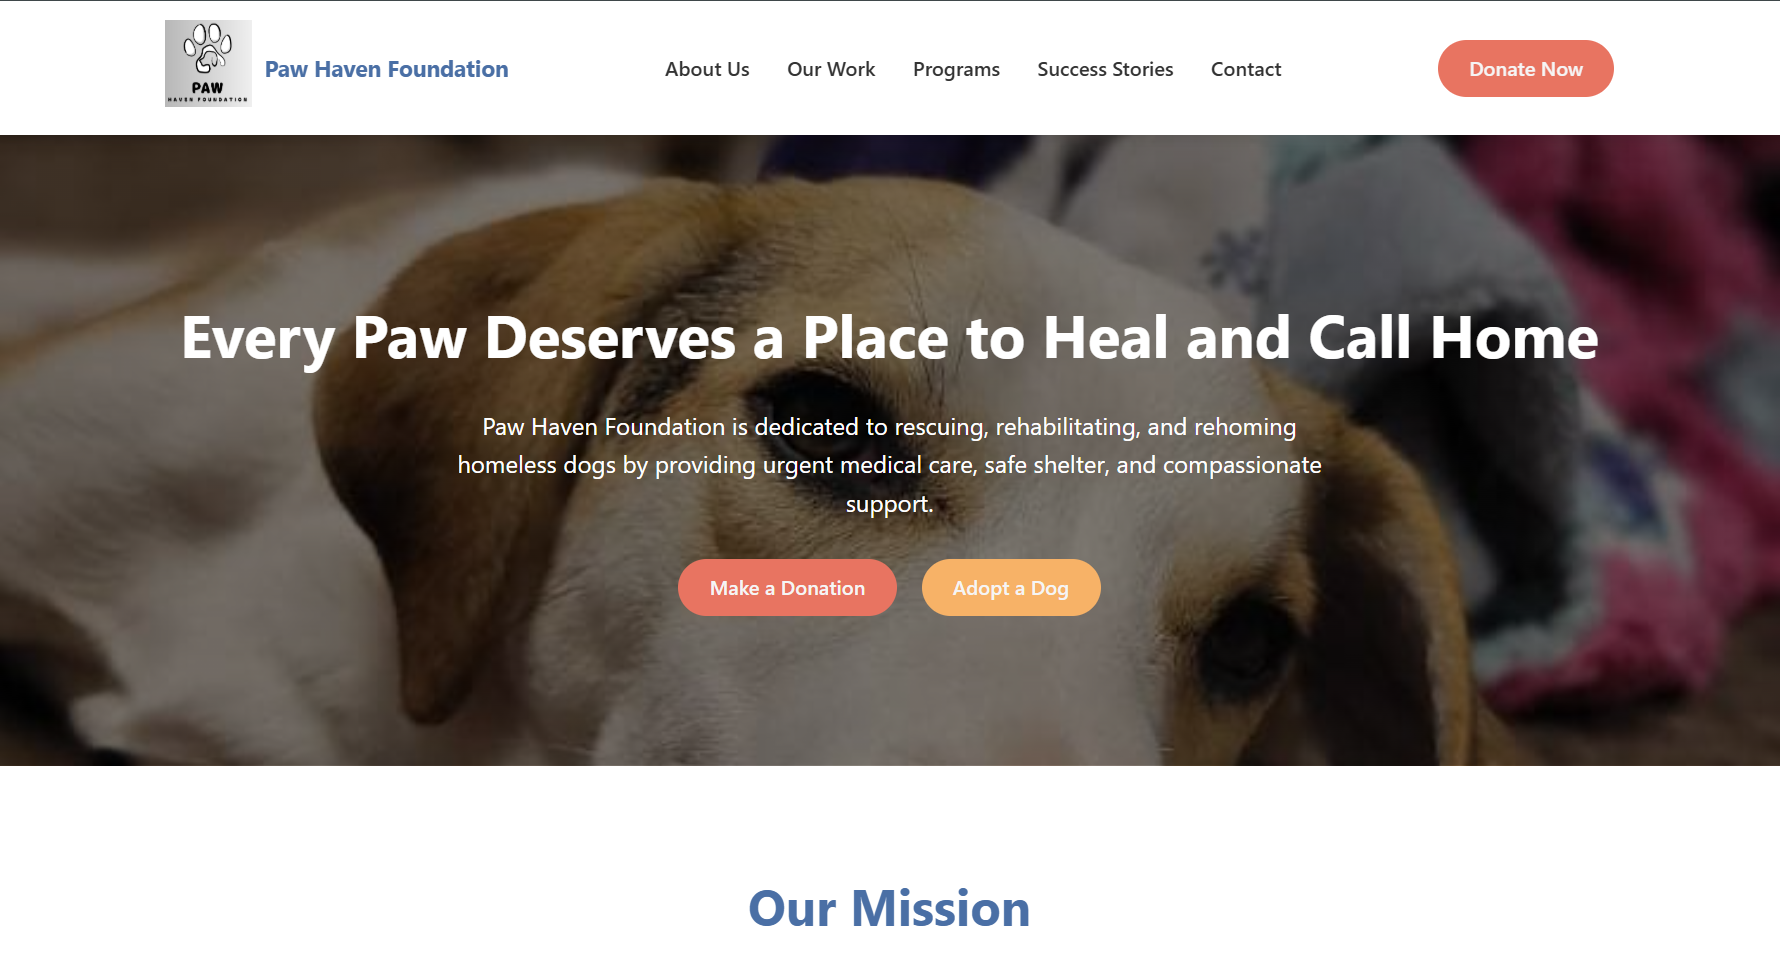 PAW
HAVEN FOUNDATION
Paw Haven Foundation
About Us
Our Work
Programs
Success Stories
Contact
Donate Now
Every Paw Deserves a Place to Heal and Call Home
Paw Haven Foundation is dedicated to rescuing, rehabilitating, and rehoming
homeless dogs by providing urgent medical care, safe shelter, and compassionate
support.
Make a Donation
Adopt a Dog
Our Mission